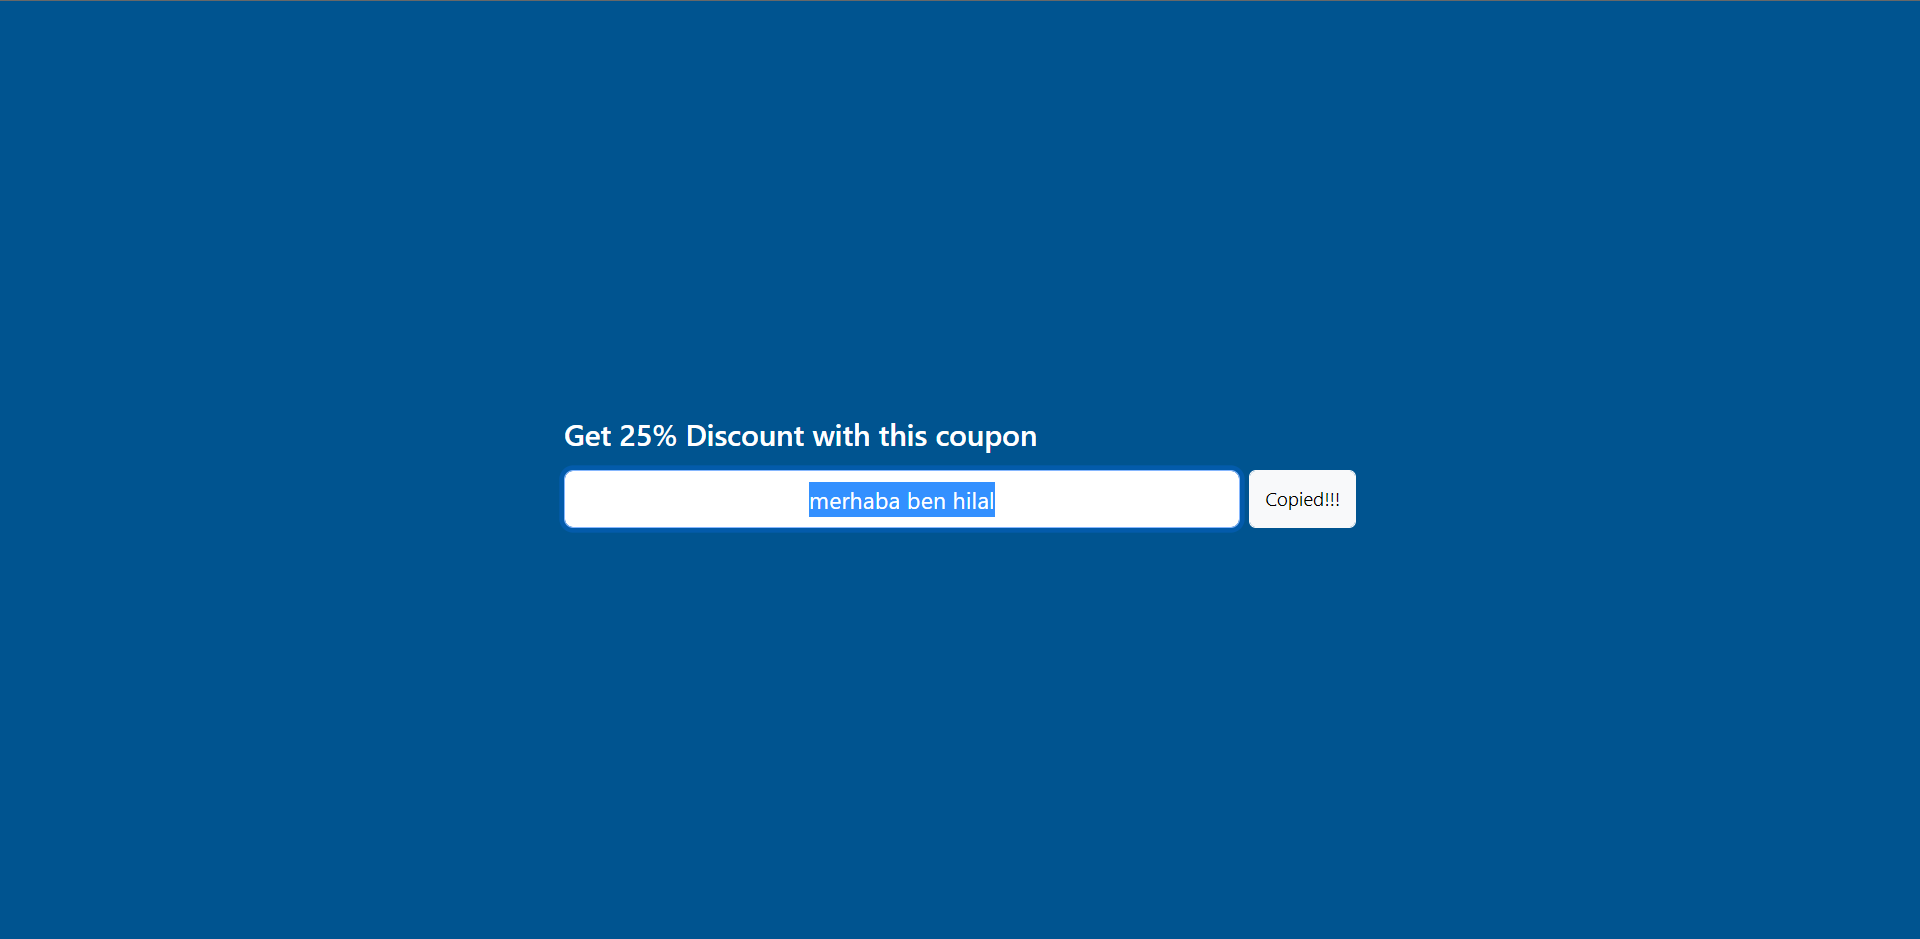 Get 25% Discount with this coupon
merhaba ben hilal
Copied!!!